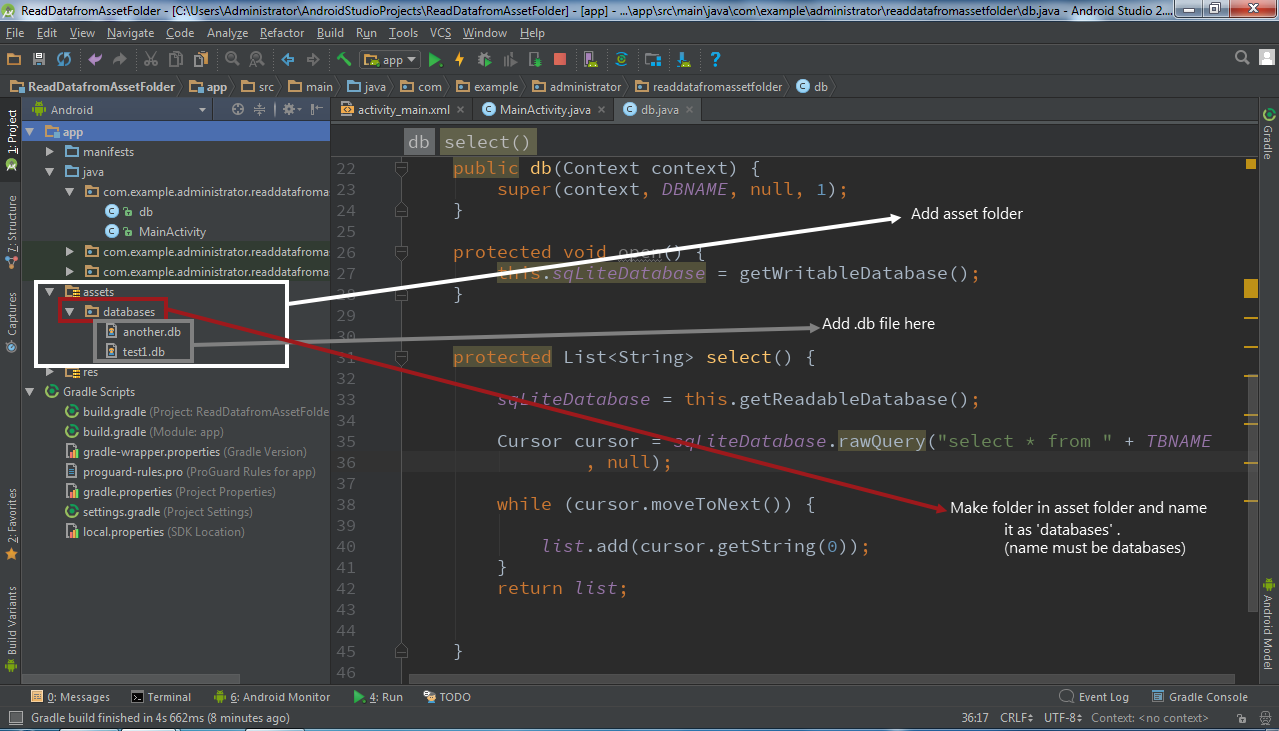 ReadDatafromAssetFolder - [C:\Users\Administrator\AndroidStudioProjects\ReadDatafromAssetFolder] - [app] - ...\app\src\main\java\com\example\administrator\readdatafromassetfolder\db.java - Android Studio 2....
File Edit View Navigate Code Analyze Refactor Build Run Tools VCS Window Help
app
ReadDatafromAssetFolder app src main java com example administrator readdatafromassetfolder db
1: Project
7: Structure
Captures
2: Favorites
Build Variants
Android
app
manifests
java
com.example.administrator.readdatafroma
db
MainActivity
com.example.administrator.readdatafroma
com.example.administrator.readdatafroma
assets
databases
another.db
test1.db
res
Gradle Scripts
build.gradle (Project: ReadDatafromAssetFolde
build.gradle (Module: app)
gradle-wrapper.properties (Gradle Version)
proguard-rules.pro (ProGuard Rules for app)
gradle.properties (Project Properties)
settings.gradle (Project Settings)
local.properties (SDK Location)
activity_main.xml MainActivity.java db.java
db select()
22 public db(Context context) {
23 super(context, DBNAME, null, 1);
24 }
25
26 protected void open() {
27 this.sqLiteDatabase = getWritableDatabase();
28 }
29
30
31 protected List<String> select() {
32
33 sqLiteDatabase = this.getReadableDatabase();
34
35 Cursor cursor = sqLiteDatabase.rawQuery("select * from " + TBNAME
36 , null);
37
38 while (cursor.moveToNext()) {
39
40 list.add(cursor.getString(0));
41 }
42 return list;
43
44
45 }
46
Add asset folder
Add .db file here
Make folder in asset folder and name
it as 'databases' .
(name must be databases)
Gradle
Android Model
0: Messages Terminal 6: Android Monitor 4: Run TODO Event Log Gradle Console
Gradle build finished in 4s 662ms (8 minutes ago) 36:17 CRLF UTF-8 Context: <no context>